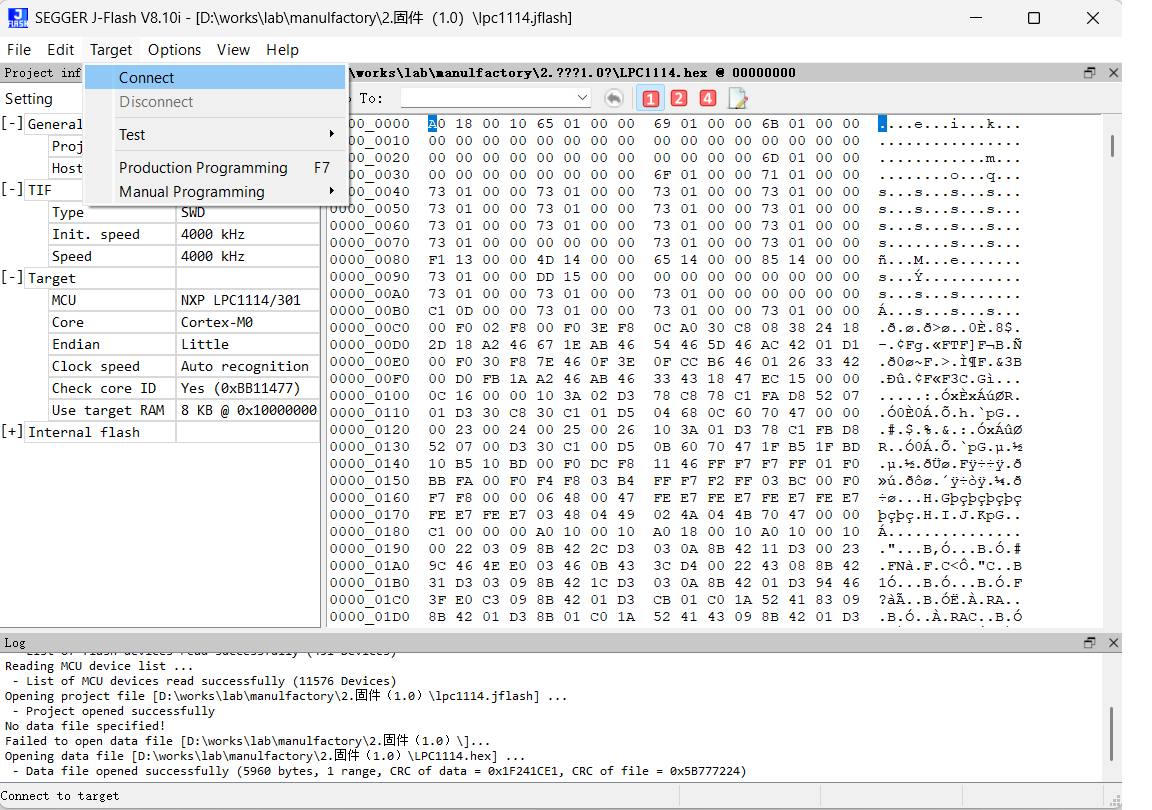 SEGGER J-Flash V8.10i - [D:\works\lab\manulfactory\2.固件（1.0）\lpc1114.jflash]
File Edit Target Options View Help
Project inf
\works\lab\manulfactory\2.???1.0?\LPC1114.hex @ 00000000
Connect
Disconnect
Test
Production Programming F7
Manual Programming
Setting
[-] General
Proj
Host
[-] TIF
Type SWD
Init. speed 4000 kHz
Speed 4000 kHz
[-] Target
MCU NXP LPC1114/301
Core Cortex-M0
Endian Little
Clock speed Auto recognition
Check core ID Yes (0xBB11477)
Use target RAM 8 KB @ 0x10000000
[+] Internal flash
To: 1 2 4
00_0000 A0 18 00 10 65 01 00 00 69 01 00 00 6B 01 00 00 ....e...i...k...
00_0010 00 00 00 00 00 00 00 00 00 00 00 00 00 00 00 00 ................
00_0020 00 00 00 00 00 00 00 00 00 00 00 00 6D 01 00 00 ............m...
00_0030 00 00 00 00 00 00 00 00 6F 01 00 00 71 01 00 00 ........o...q...
00_0040 73 01 00 00 73 01 00 00 73 01 00 00 73 01 00 00 s...s...s...s...
0000_0050 73 01 00 00 73 01 00 00 73 01 00 00 73 01 00 00 s...s...s...s...
0000_0060 73 01 00 00 73 01 00 00 73 01 00 00 73 01 00 00 s...s...s...s...
0000_0070 73 01 00 00 00 00 00 00 73 01 00 00 73 01 00 00 s.......s...s...
0000_0080 F1 13 00 00 4D 14 00 00 65 14 00 00 85 14 00 00 ñ...M...e.......
0000_0090 73 01 00 00 DD 15 00 00 00 00 00 00 00 00 00 00 s...Ý...........
0000_00A0 73 01 00 00 73 01 00 00 73 01 00 00 00 00 00 00 s...s...s.......
0000_00B0 C1 0D 00 00 73 01 00 00 73 01 00 00 73 01 00 00 Á...s...s...s...
0000_00C0 00 F0 02 F8 00 F0 3E F8 0C A0 30 C8 08 38 24 18 .ð.ø.ð>ø..0È.8$.
0000_00D0 2D 18 A2 46 67 1E AB 46 54 46 5D 46 AC 42 01 D1 -.¢Fg.«FTF]F¬B.Ñ
0000_00E0 00 F0 30 F8 7E 46 0F 3E 0F CC B6 46 01 26 33 42 .ð0ø~F.>.Ì¶F.&3B
0000_00F0 00 D0 FB 1A A2 46 AB 46 33 43 18 47 EC 15 00 00 .Ðû.¢F«F3C.Gì...
0000_0100 0C 16 00 00 10 3A 02 D3 78 C8 78 C1 FA D8 52 07 .....:.ÓxÈxÁúØR.
0000_0110 01 D3 30 C8 30 C1 01 D5 04 68 0C 60 70 47 00 00 .Ó0È0Á.Õ.h.`pG..
0000_0120 00 23 00 24 00 25 00 26 10 3A 01 D3 78 C1 FB D8 .#.$.%.&.:.ÓxÁûØ
0000_0130 52 07 00 D3 30 C1 00 D5 0B 60 70 47 1F B5 1F BD R..Ó0Á.Õ.`pG.µ.½
0000_0140 10 B5 10 BD 00 F0 DC F8 11 46 FF F7 F7 FF 01 F0 .µ.½.ðÜø.Fÿ÷÷ÿ.ð
0000_0150 BB FA 00 F0 F4 F8 03 B4 FF F7 F2 FF 03 BC 00 F0 »ú.ðôø.´ÿ÷òÿ.¼.ð
0000_0160 F7 F8 00 00 06 48 00 47 FE E7 FE E7 FE E7 FE E7 ÷ø...H.Gþçþçþçþç
0000_0170 FE E7 FE E7 03 48 04 49 02 4A 04 4B 70 47 00 00 þçþç.H.I.J.KpG..
0000_0180 C1 00 00 00 A0 10 00 10 A0 18 00 10 A0 10 00 10 Á...............
0000_0190 00 22 03 09 8B 42 2C D3 03 0A 8B 42 11 D3 00 23 ."...B,Ó...B.Ó.#
0000_01A0 9C 46 4E E0 03 46 0B 43 3C D4 00 22 43 08 8B 42 .FNà.F.C<Ô."C..B
0000_01B0 31 D3 03 09 8B 42 1C D3 03 0A 8B 42 01 D3 94 46 1Ó...B.Ó...B.Ó.F
0000_01C0 3F E0 C3 09 8B 42 01 D3 CB 01 C0 1A 52 41 83 09 ?àÃ..B.ÓË.À.RA..
0000_01D0 8B 42 01 D3 8B 01 C0 1A 52 41 43 09 8B 42 01 D3 .B.Ó..À.RAC..B.Ó
Log
- List of flash devices read successfully (451 Devices)
Reading MCU device list ...
- List of MCU devices read successfully (11576 Devices)
Opening project file [D:\works\lab\manulfactory\2.固件（1.0）\lpc1114.jflash] ...
- Project opened successfully
No data file specified!
Failed to open data file [D:\works\lab\manulfactory\2.固件（1.0）\]...
Opening data file [D:\works\lab\manulfactory\2.固件（1.0）\LPC1114.hex] ...
- Data file opened successfully (5960 bytes, 1 range, CRC of data = 0x1F241CE1, CRC of file = 0x5B777224)
Connect to target